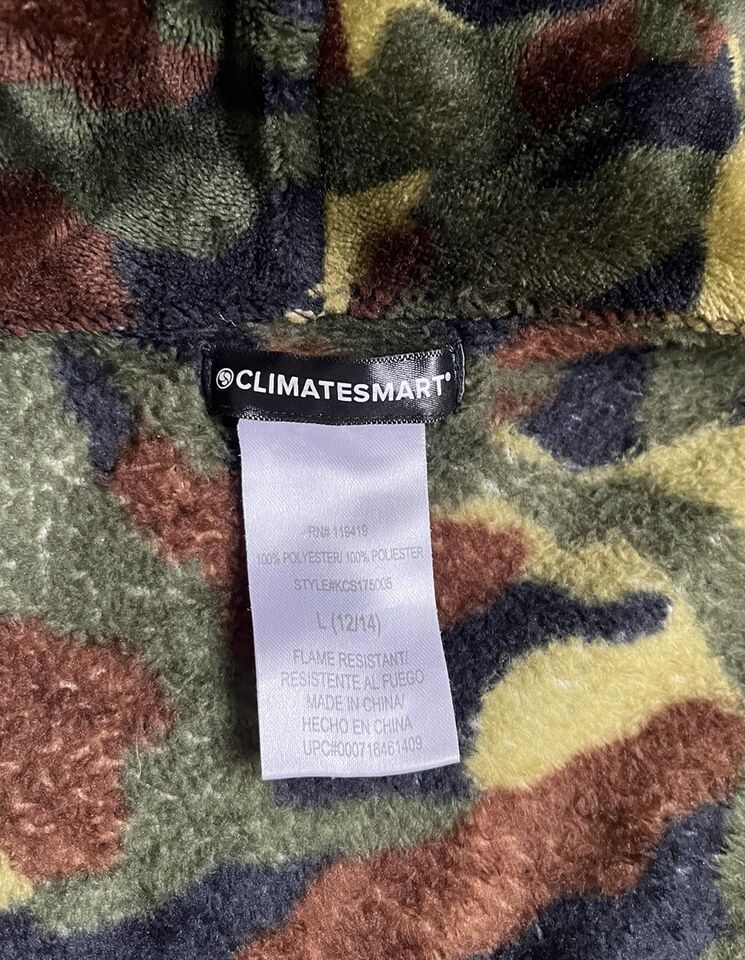 CLIMATESMART®
RN# 119419
100% POLYESTER/ 100% POLIESTER
STYLE#KCS175005
L (12/14)
FLAME RESISTANT/
RESISTENTE AL FUEGO
MADE IN CHINA/
HECHO EN CHINA
UPC#000716461409